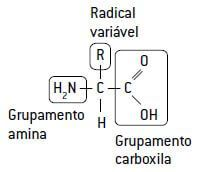 Radical
variável
R
O
H₂N – C – C
OH
H
Grupamento
amina
Grupamento
carboxila